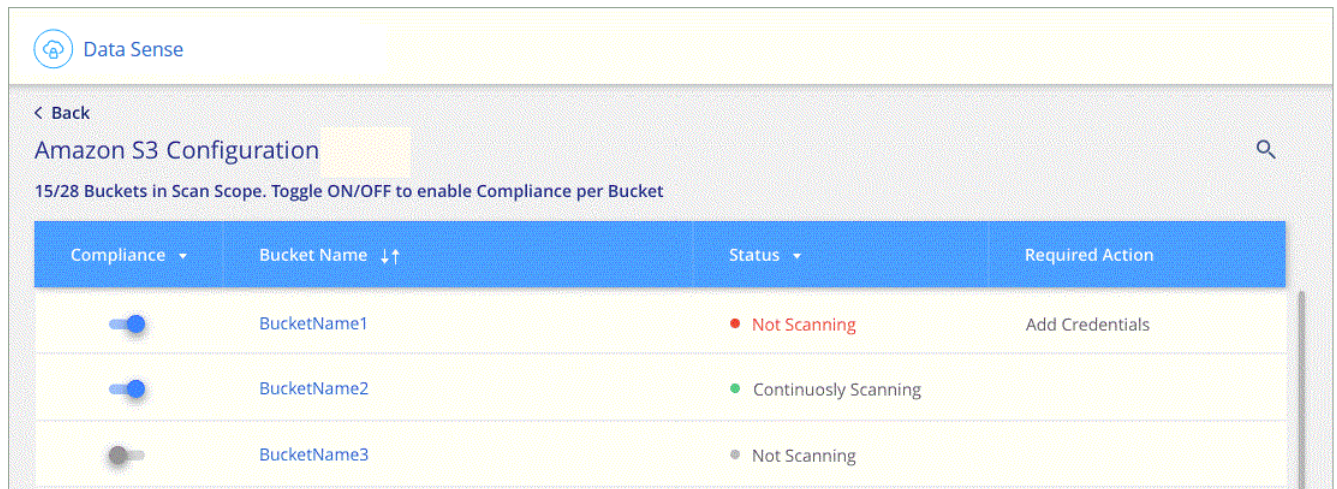 Data Sense
< Back
Amazon S3 Configuration
15/28 Buckets in Scan Scope. Toggle ON/OFF to enable Compliance per Bucket
Compliance Bucket Name Status Required Action
BucketName1 Not Scanning Add Credentials
BucketName2 Continuosly Scanning
BucketName3 Not Scanning